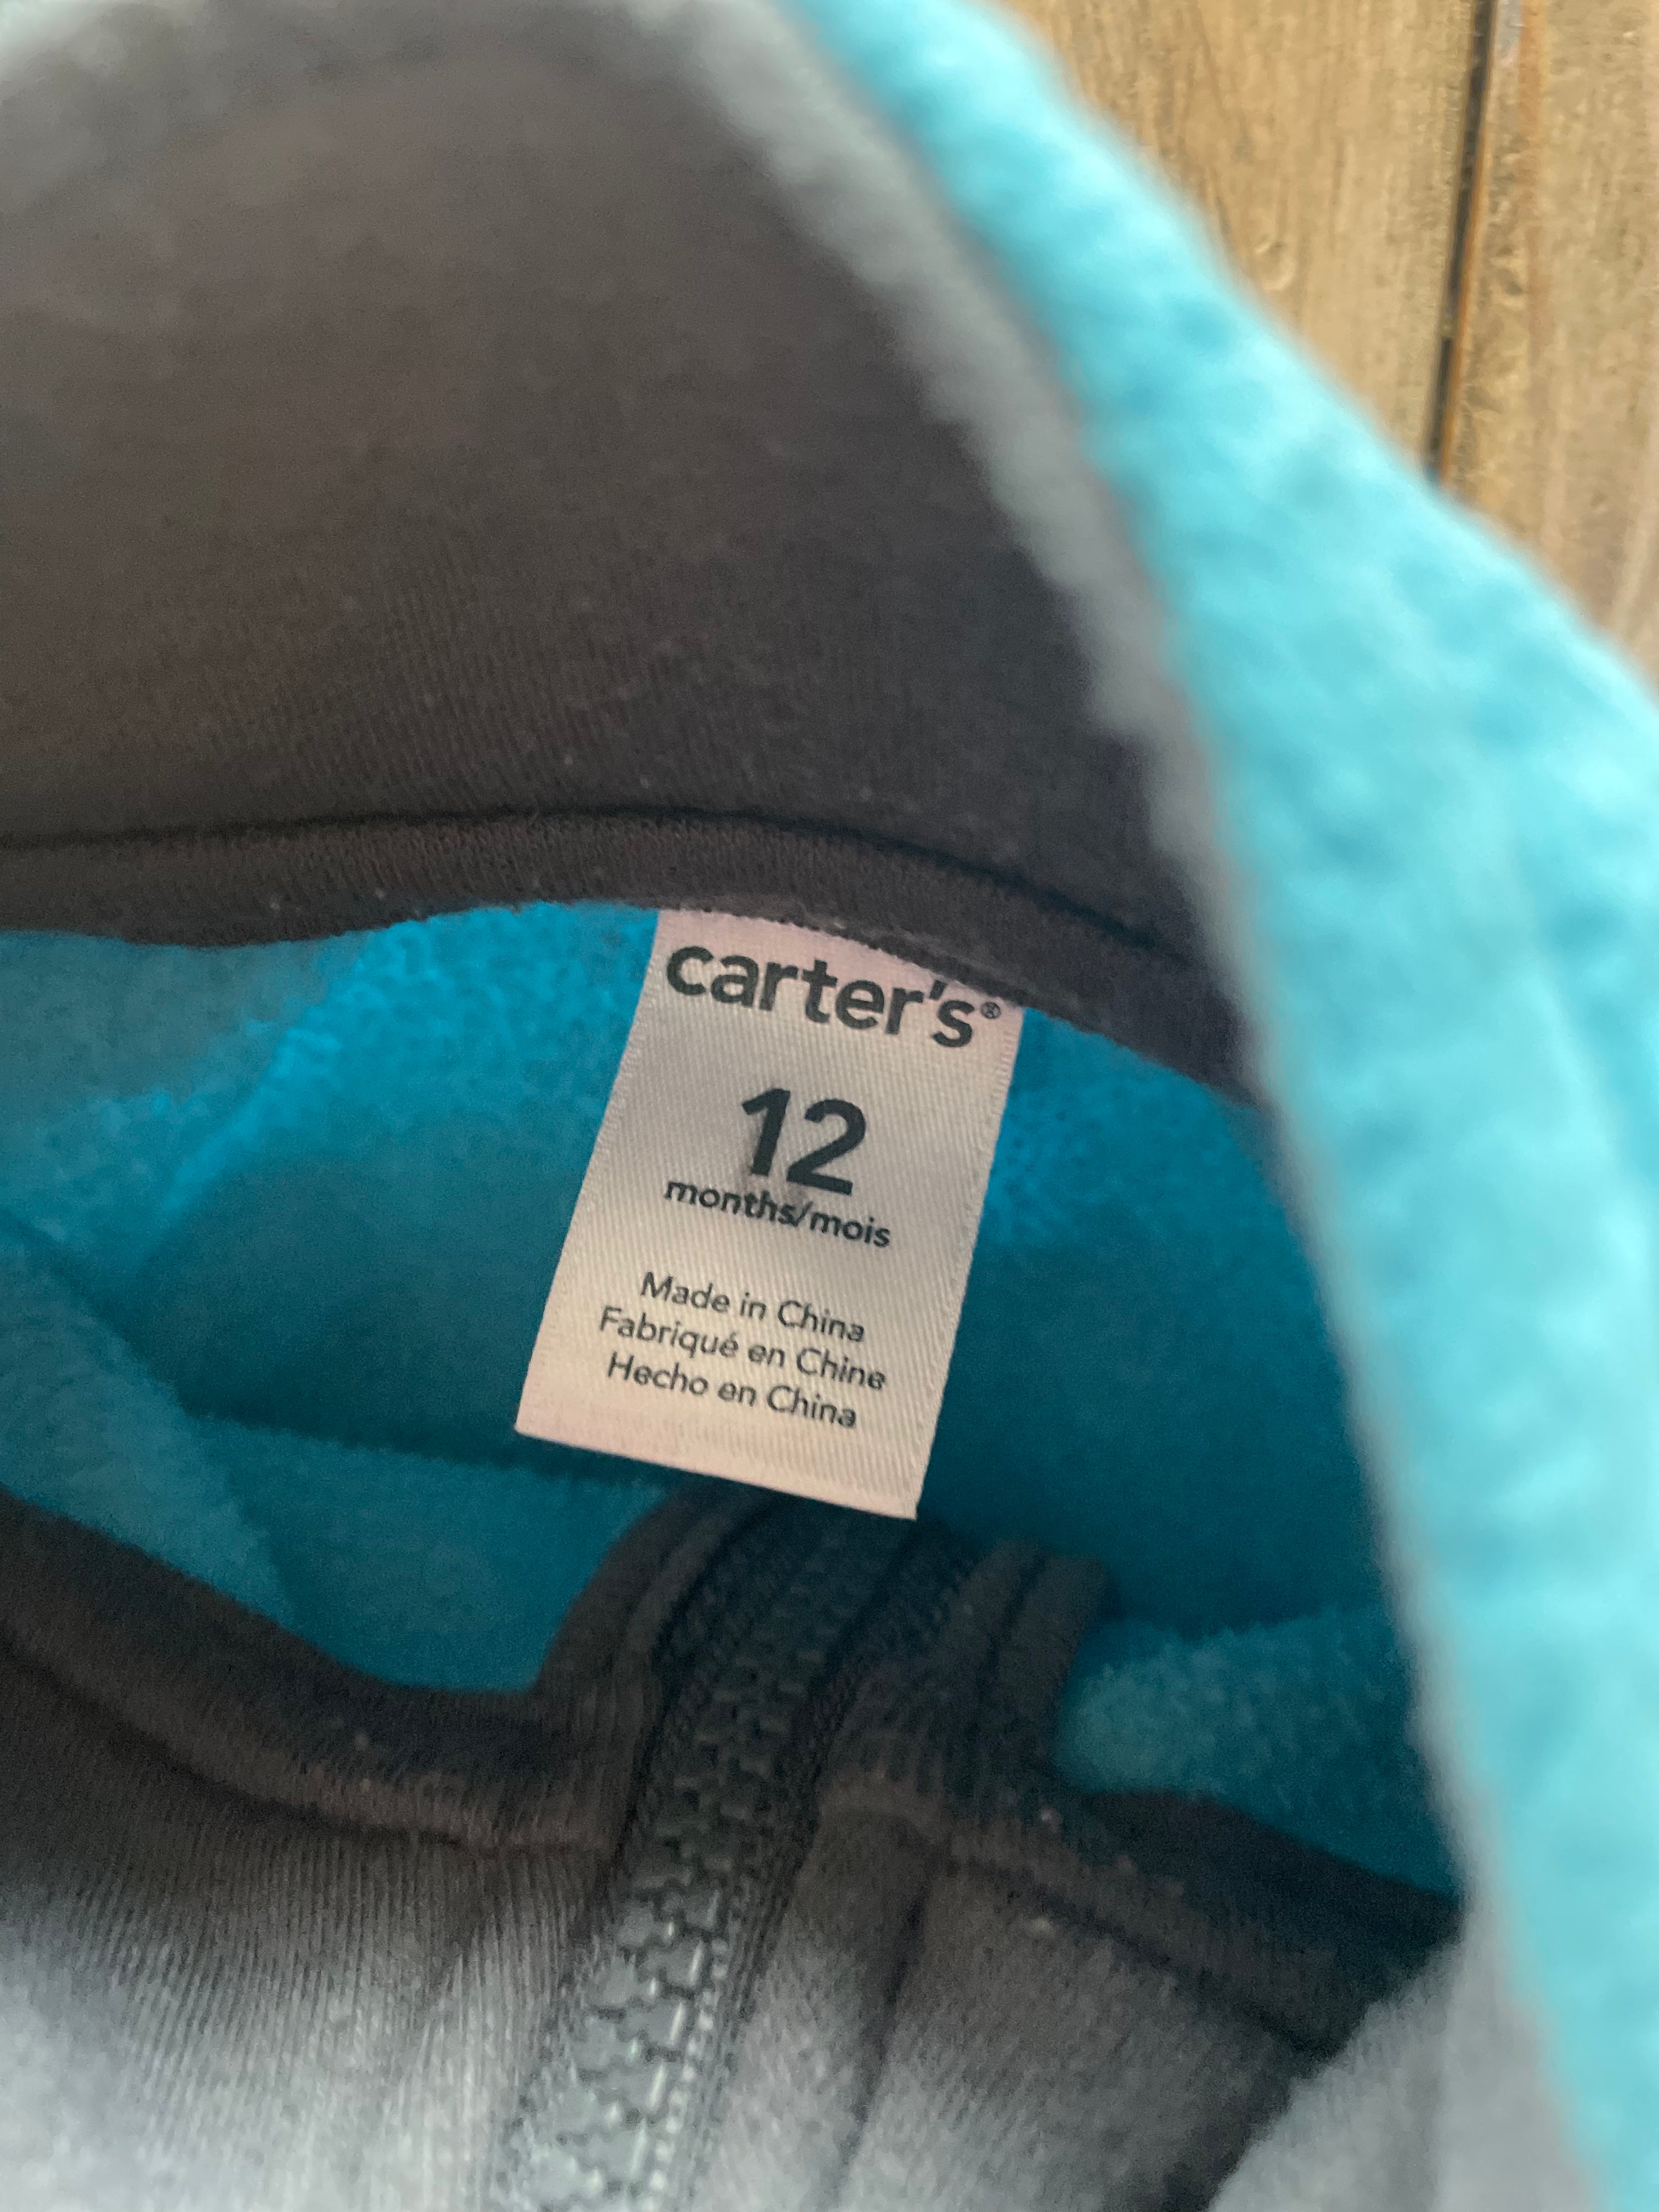 carter's®
12
months/mois
Made in China
Fabriqué en Chine
Hecho en China